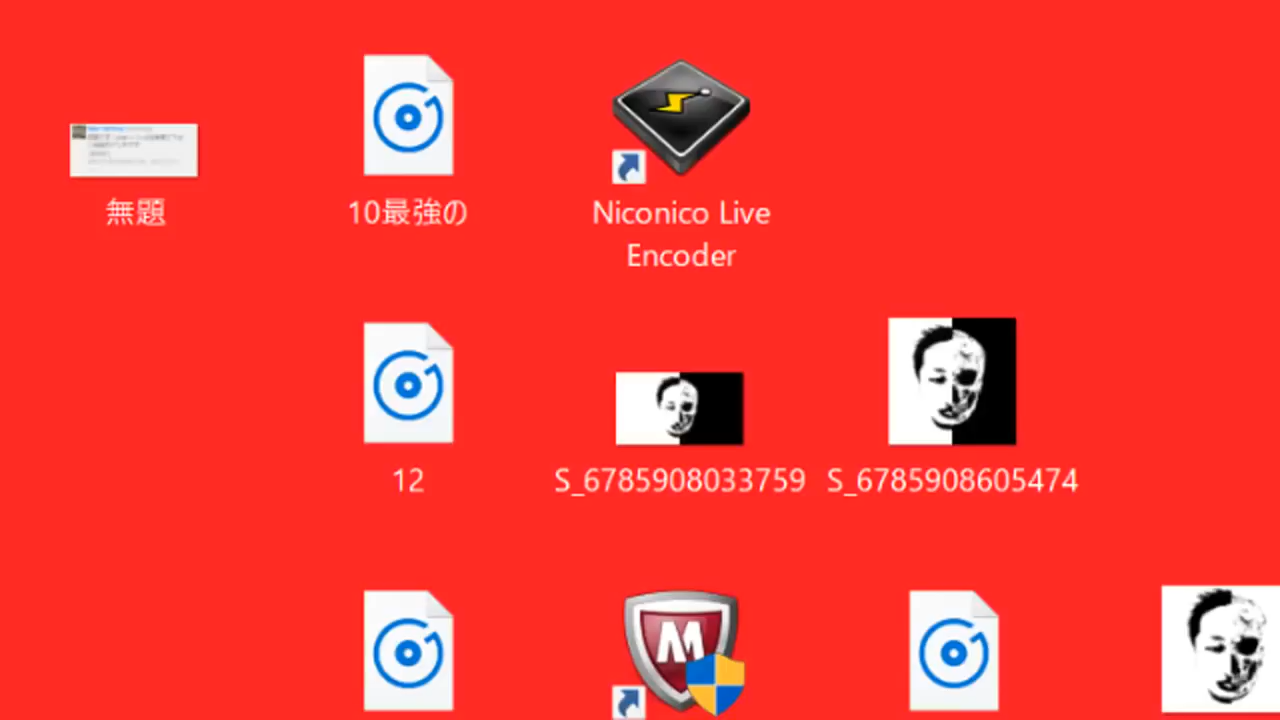 無題
10最強の
Niconico Live
Encoder
12
S_6785908033759
S_6785908605474
M